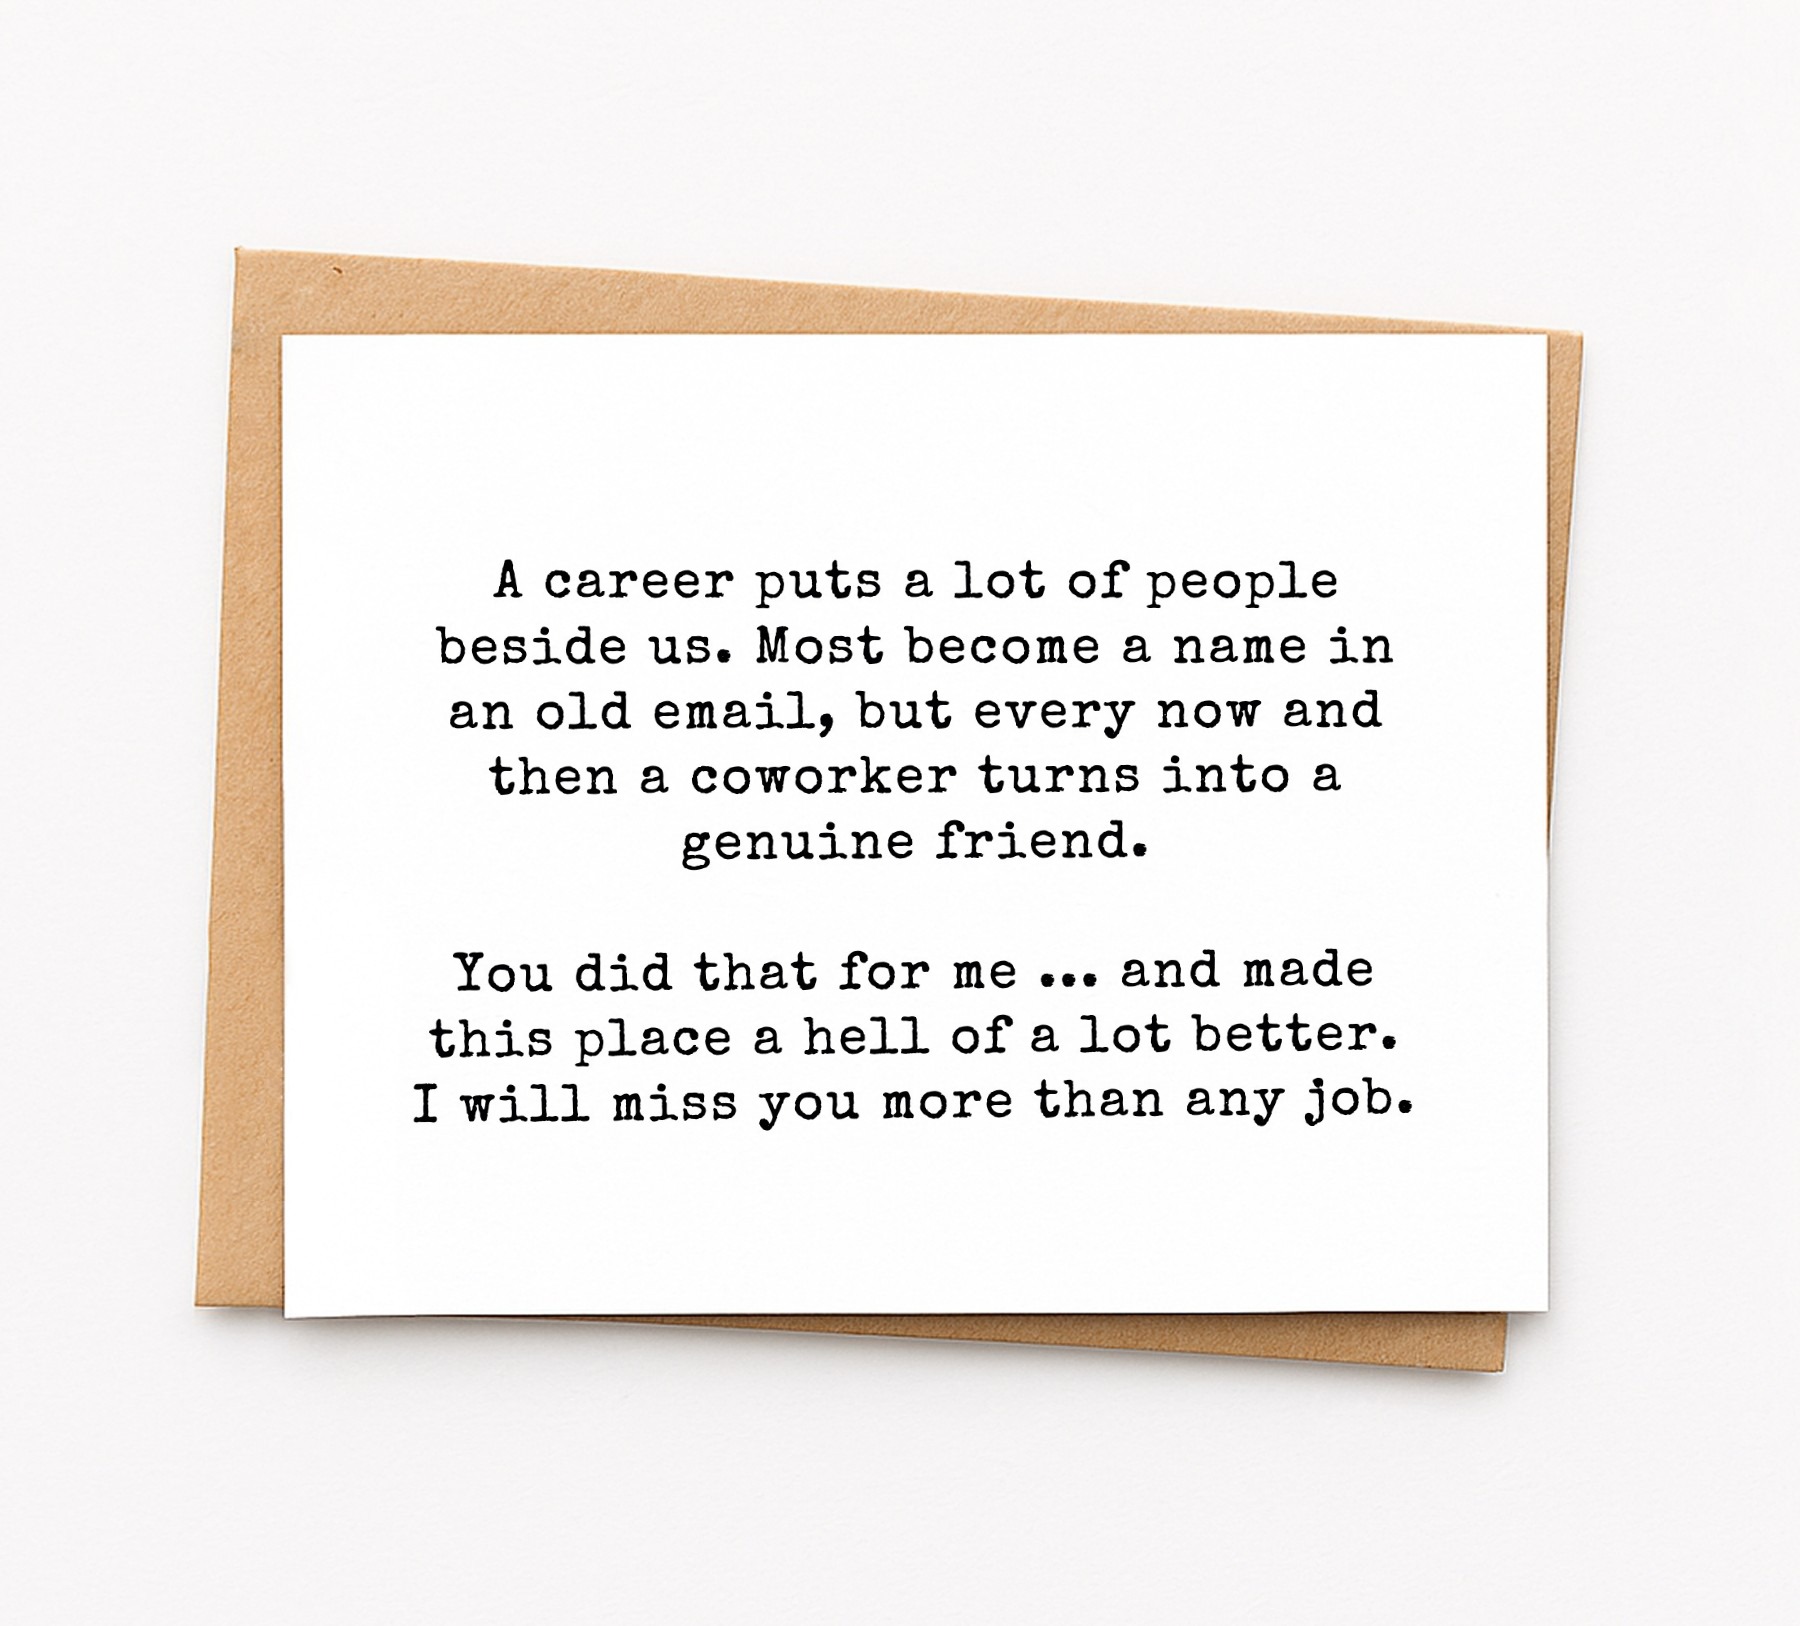 A career puts a lot of people
beside us. Most become a name in
an old email, but every now and
then a coworker turns into a
genuine friend.
You did that for me ... and made
this place a hell of a lot better.
I will miss you more than any job.